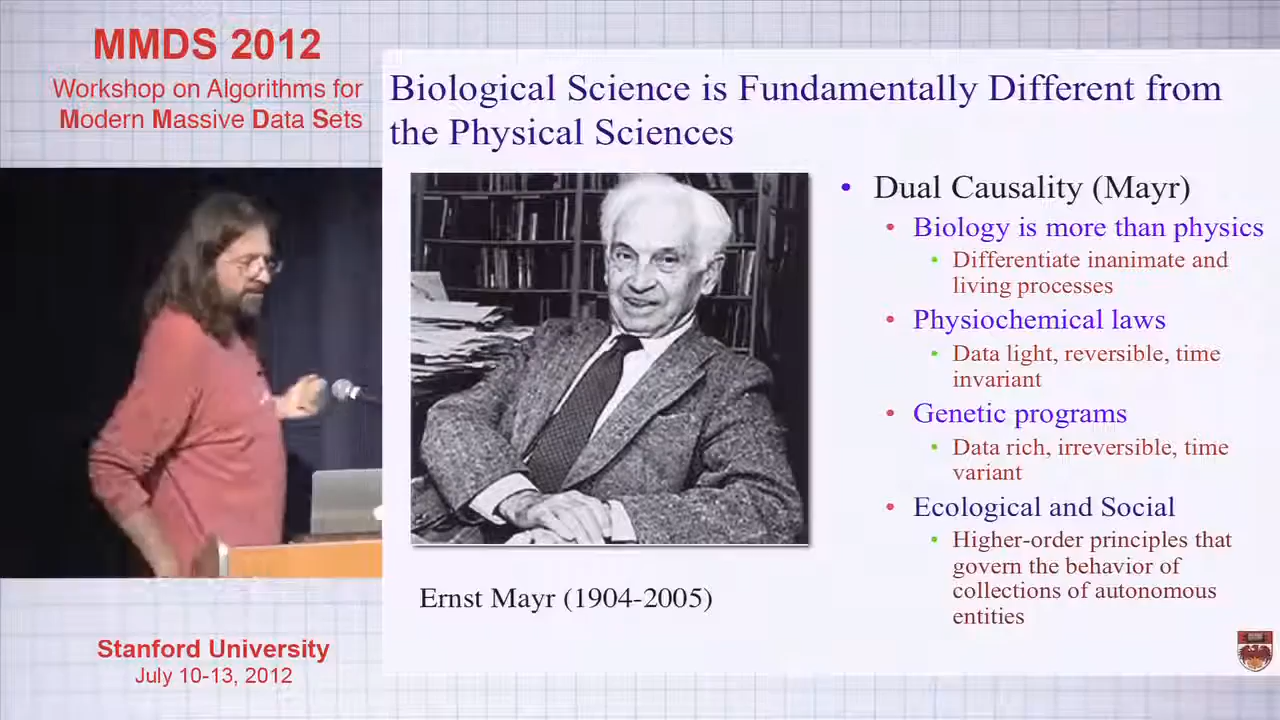 MMDS 2012
Workshop on Algorithms for
Modern Massive Data Sets
Biological Science is Fundamentally Different from
the Physical Sciences
• Dual Causality (Mayr)
• Biology is more than physics
• Differentiate inanimate and
living processes
• Physiochemical laws
• Data light, reversible, time
invariant
• Genetic programs
• Data rich, irreversible, time
variant
• Ecological and Social
• Higher-order principles that
govern the behavior of
collections of autonomous
entities
Ernst Mayr (1904-2005)
Stanford University
July 10-13, 2012